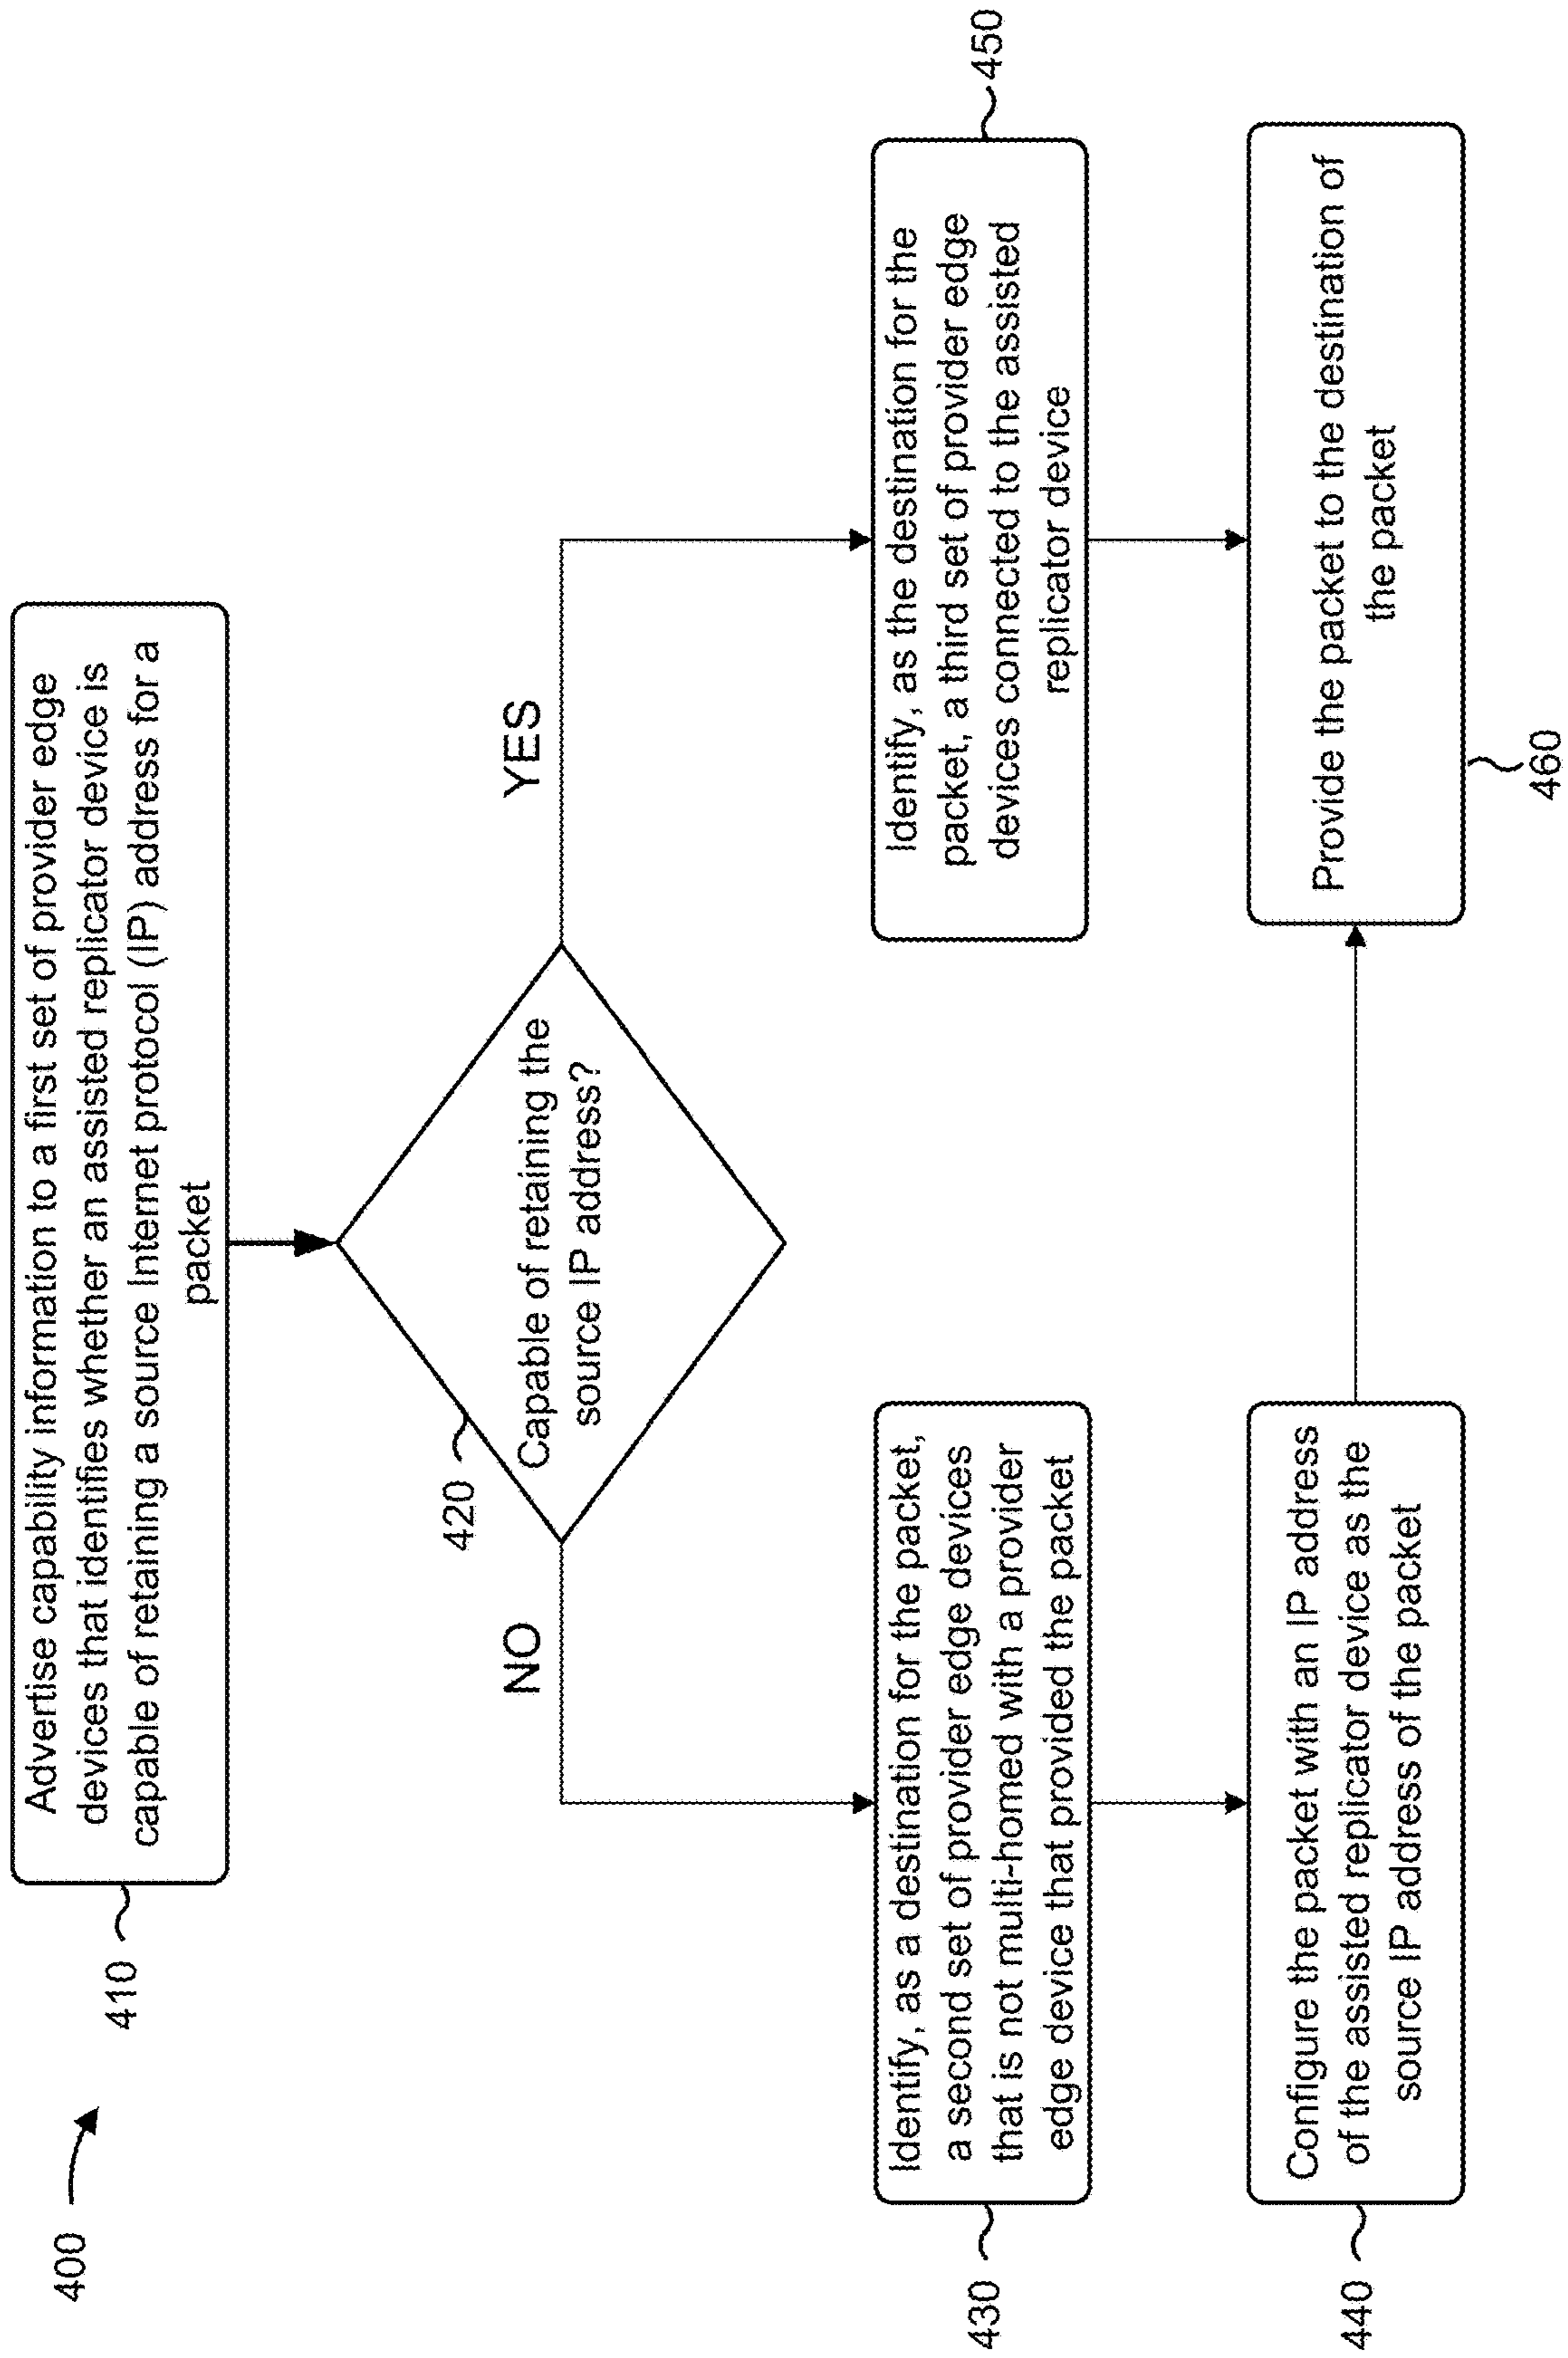 400
410
Advertise capability information to a first set of provider edge
devices that identifies whether an assisted replicator device is
capable of retaining a source Internet protocol (IP) address for a
packet
420
Capable of retaining the
source IP address?
NO
YES
430
Identify, as a destination for the packet,
a second set of provider edge devices
that is not multi-homed with a provider
edge device that provided the packet
450
Identify, as the destination for the
packet, a third set of provider edge
devices connected to the assisted
replicator device
440
Configure the packet with an IP address
of the assisted replicator device as the
source IP address of the packet
Provide the packet to the destination of
the packet
460